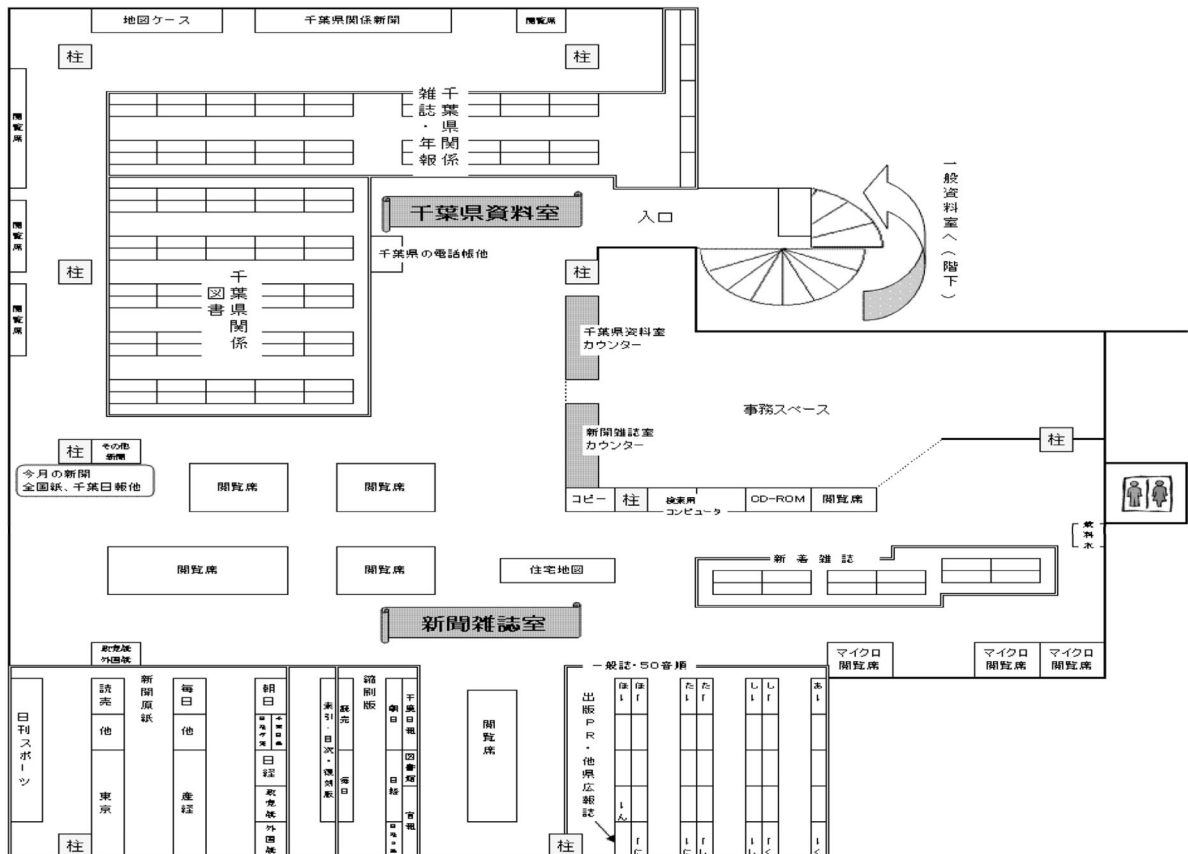 地図ケース
千葉県関係新聞
閲覧席
柱
柱
閲覧席
千葉県関係
雑誌・年報
一般資料室へ（階下）
千葉県資料室
入口
閲覧席
千葉県の電話帳他
柱
柱
千葉県関係
図書
閲覧席
千葉県資料室
カウンター
事務スペース
新聞雑誌室
カウンター
柱
柱
その他
新聞
今月の新聞
全国紙、千葉日報他
閲覧席
閲覧席
コピー
柱
検索用
コンピュータ
CD-ROM
閲覧席
飲料水
新着雑誌
閲覧席
閲覧席
住宅地図
新聞雑誌室
政党紙
外国紙
マイクロ
閲覧席
マイクロ
閲覧席
マイクロ
閲覧席
一般誌・50音順
日刊スポーツ
読売
他
東京
新聞原紙
毎日
他
産経
朝日
日経
政党紙
外国紙
索引・目次・復刻版
読売
毎日
縮刷版
朝日
日経
千葉日報
図書館
官報
閲覧席
出版PR・他県広報誌
柱
柱